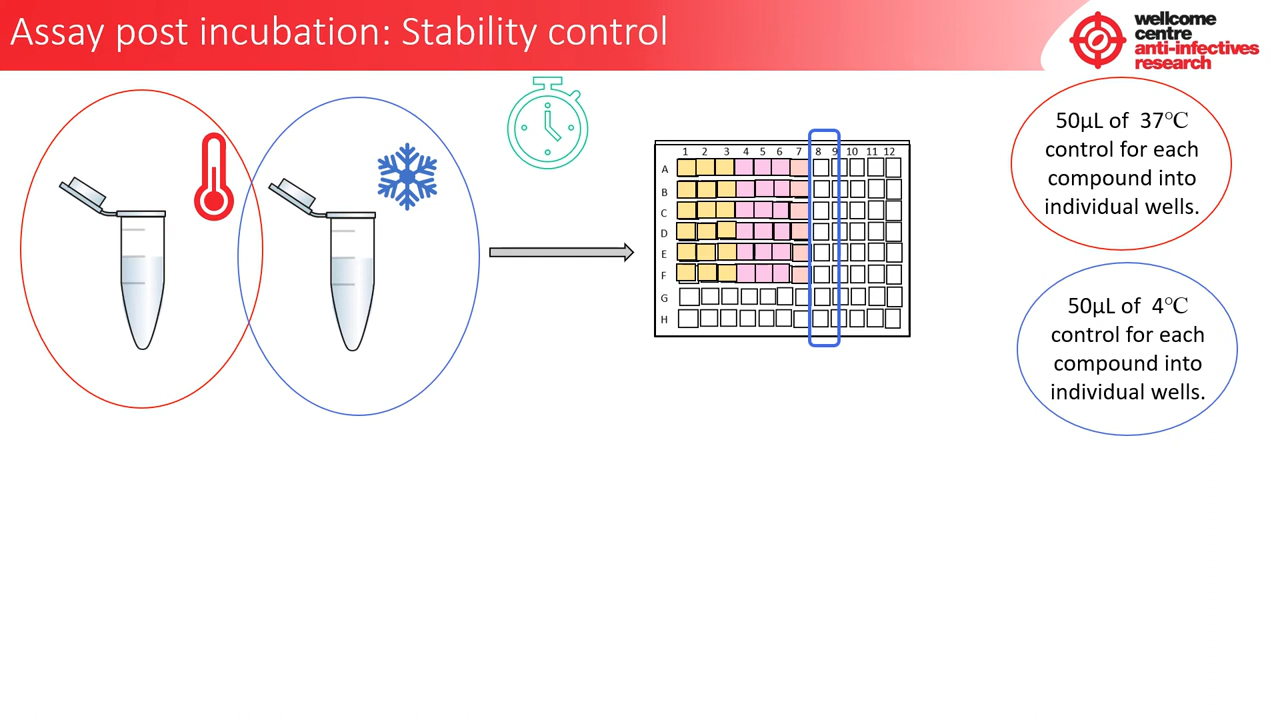 Assay post incubation: Stability control
wellcome
centre
anti-infectives
research
50µL of 37℃
control for each
compound into
individual wells.
1 2 3 4 5 6 7 8 9 10 11 12
A
B
C
D
E
F
G
H
50µL of 4℃
control for each
compound into
individual wells.